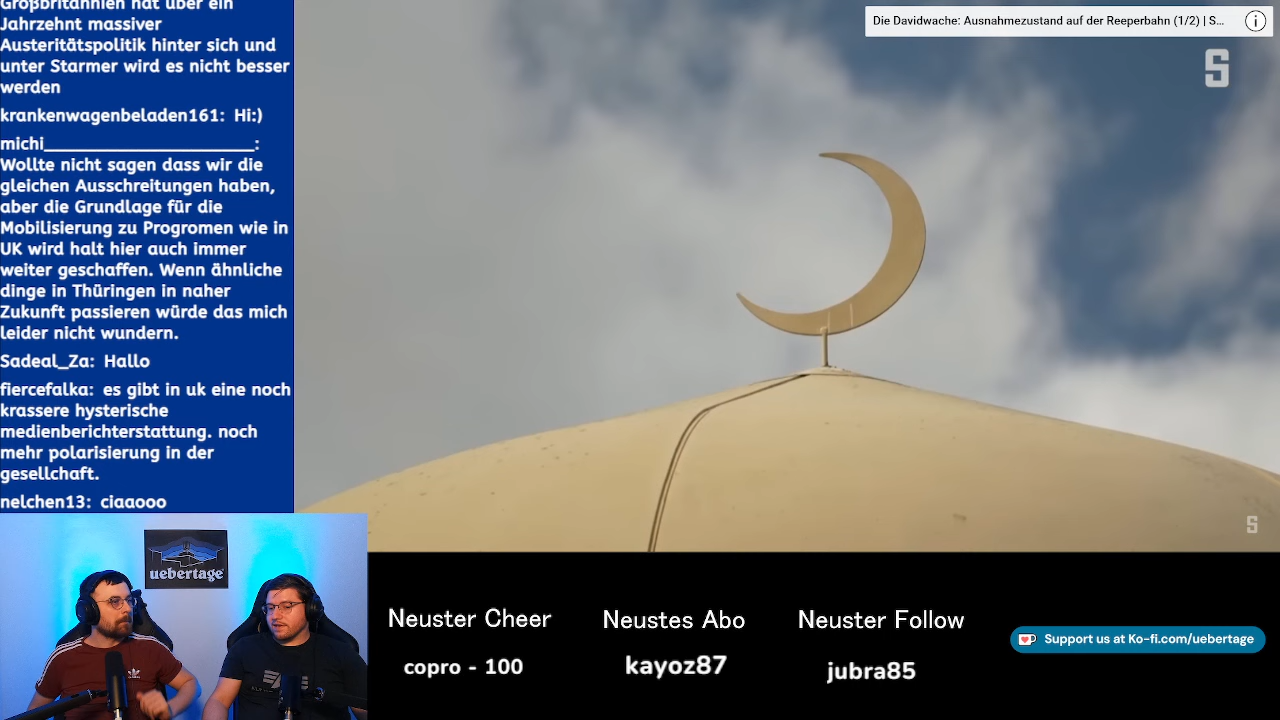 Großbritannien hat über ein
Jahrzehnt massiver
Austeritätspolitik hinter sich und
unter Starmer wird es nicht besser
werden
krankenwagenbeladen161: Hi:)
michi____________________:
Wollte nicht sagen dass wir die
gleichen Ausschreitungen haben,
aber die Grundlage für die
Mobilisierung zu Progromen wie in
UK wird halt hier auch immer
weiter geschaffen. Wenn ähnliche
dinge in Thüringen in naher
Zukunft passieren würde das mich
leider nicht wundern.
Sadeal_Za: Hallo
fiercefalka: es gibt in uk eine noch
krassere hysterische
medienberichterstattung. noch
mehr polarisierung in der
gesellchaft.
nelchen13: ciaaooo
Die Davidwache: Ausnahmezustand auf der Reeperbahn (1/2) | S...
S
S
uebertage
Neuster Cheer
copro - 100
Neustes Abo
kayoz87
Neuster Follow
jubra85
Support us at Ko-fi.com/uebertage